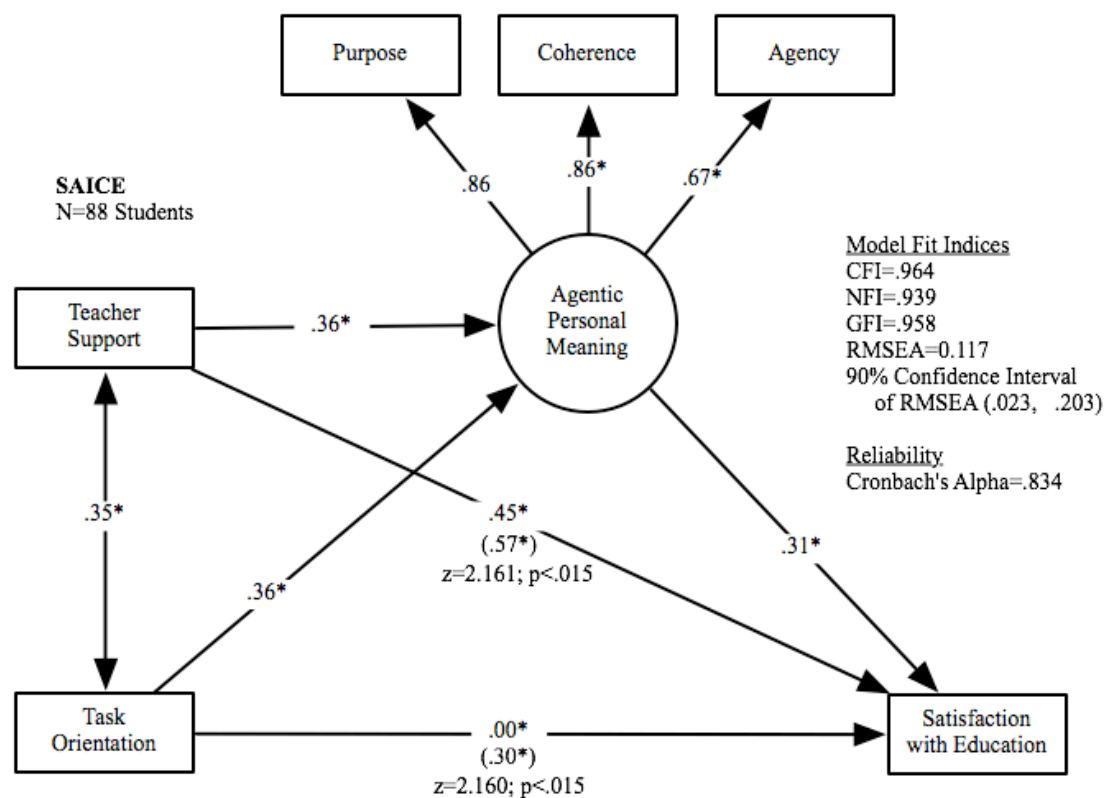 Purpose
Coherence
Agency
.86
.86*
.67*
SAICE
N=88 Students
Model Fit Indices
CFI=.964
NFI=.939
GFI=.958
RMSEA=0.117
90% Confidence Interval
of RMSEA (.023, .203)
Reliability
Cronbach's Alpha=.834
Teacher
Support
.36*
Agentic
Personal
Meaning
.35*
.36*
.45*
(.57*)
z=2.161; p<.015
.31*
Task
Orientation
.00*
(.30*)
z=2.160; p<.015
Satisfaction
with Education